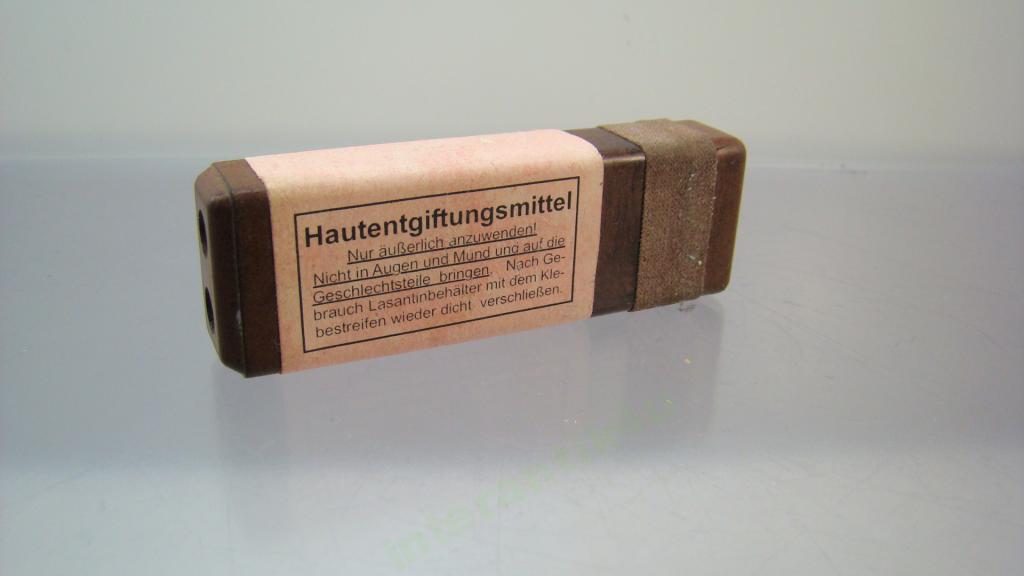 Hautentgiftungsmittel
Nur äußerlich anzuwenden!
Nicht in Augen und Mund und auf die
Geschlechtsteile bringen. Nach Ge-
brauch Lasantinbehälter mit dem Kle-
bestreifen wieder dicht verschließen.